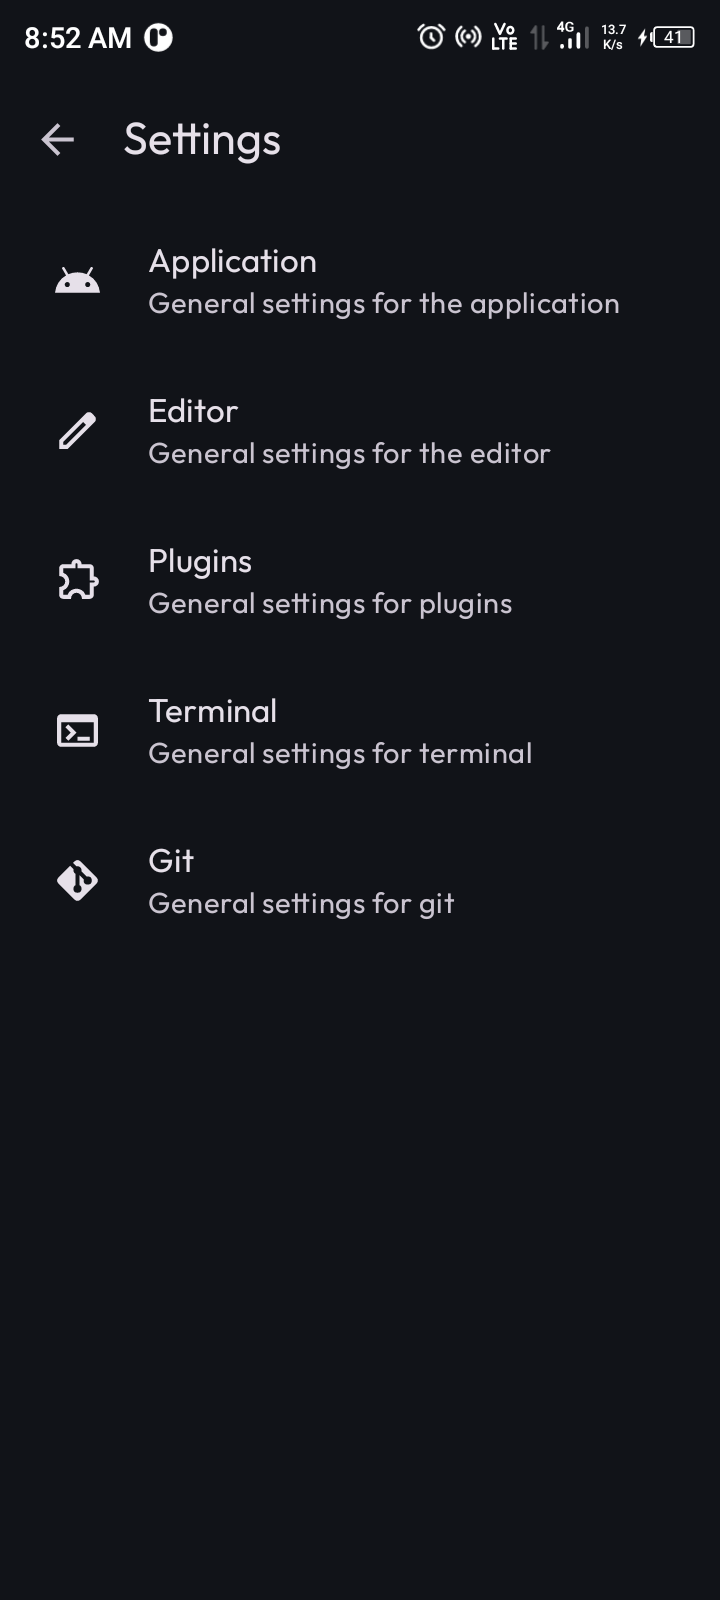 8:52 AM
Vo
LTE
4G
13.7
K/s
41
Settings
Application
General settings for the application
Editor
General settings for the editor
Plugins
General settings for plugins
Terminal
General settings for terminal
Git
General settings for git